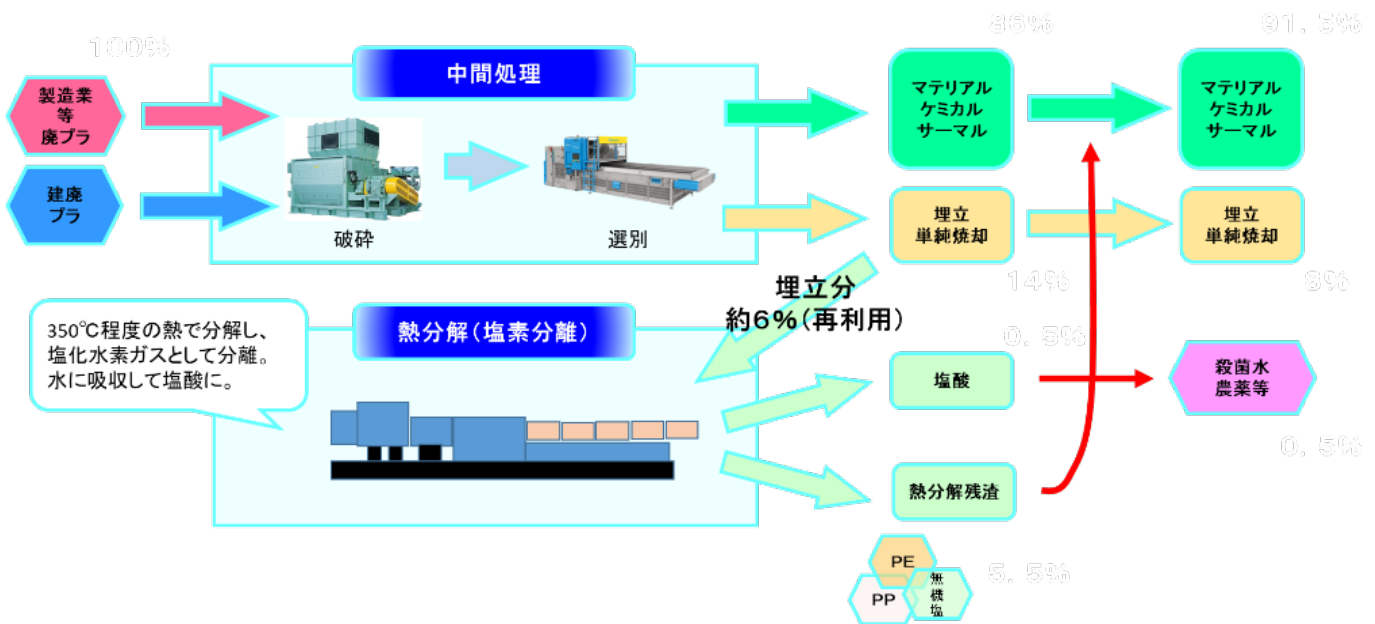 100%
86%
91.5%
製造業
等
廃プラ
建廃
プラ
中間処理
破砕
選別
マテリアル
ケミカル
サーマル
マテリアル
ケミカル
サーマル
埋立
単純焼却
埋立
単純焼却
14%
8%
埋立分
約6%(再利用)
350℃程度の熱で分解し、
塩化水素ガスとして分離。
水に吸収して塩酸に。
熱分解(塩素分離)
0.5%
塩酸
殺菌水
農薬等
0.5%
熱分解残渣
5.5%
PE
PP
無
機
塩